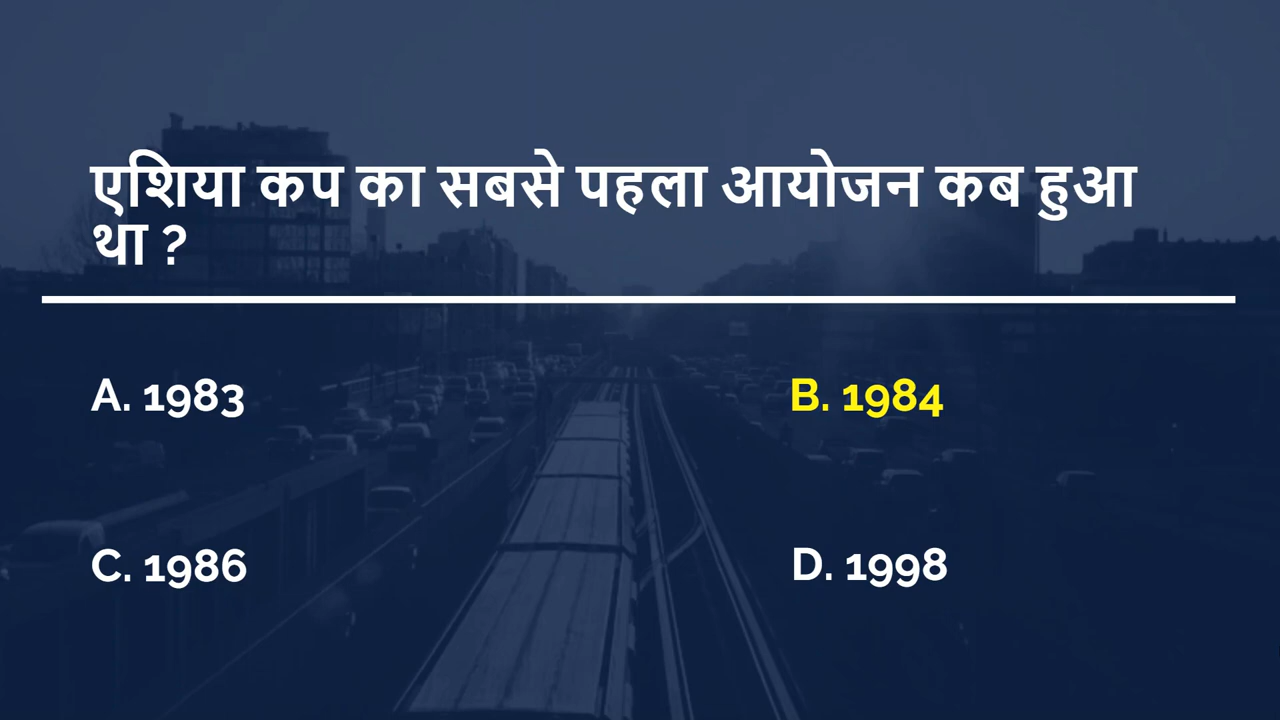 एशिया कप का सबसे पहला आयोजन कब हुआ
था ?
A. 1983
B. 1984
C. 1986
D. 1998